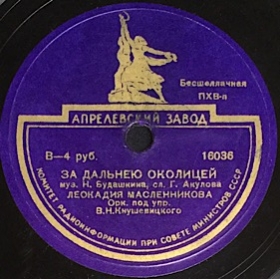 Бесшеллачная
ПХВ-я
АПРЕЛЕВСКИЙ ЗАВОД
В—4 руб. 16036
ЗА ДАЛЬНЕЮ ОКОЛИЦЕЙ
муз. Н. Будашкина, сл. Г. Акулова
ЛЕОКАДИЯ МАСЛЕННИКОВА
Орк. под упр.
В.Н.Кнушевицкого
КОМИТЕТ РАДИОИНФОРМАЦИИ ПРИ СОВЕТЕ МИНИСТРОВ СССР